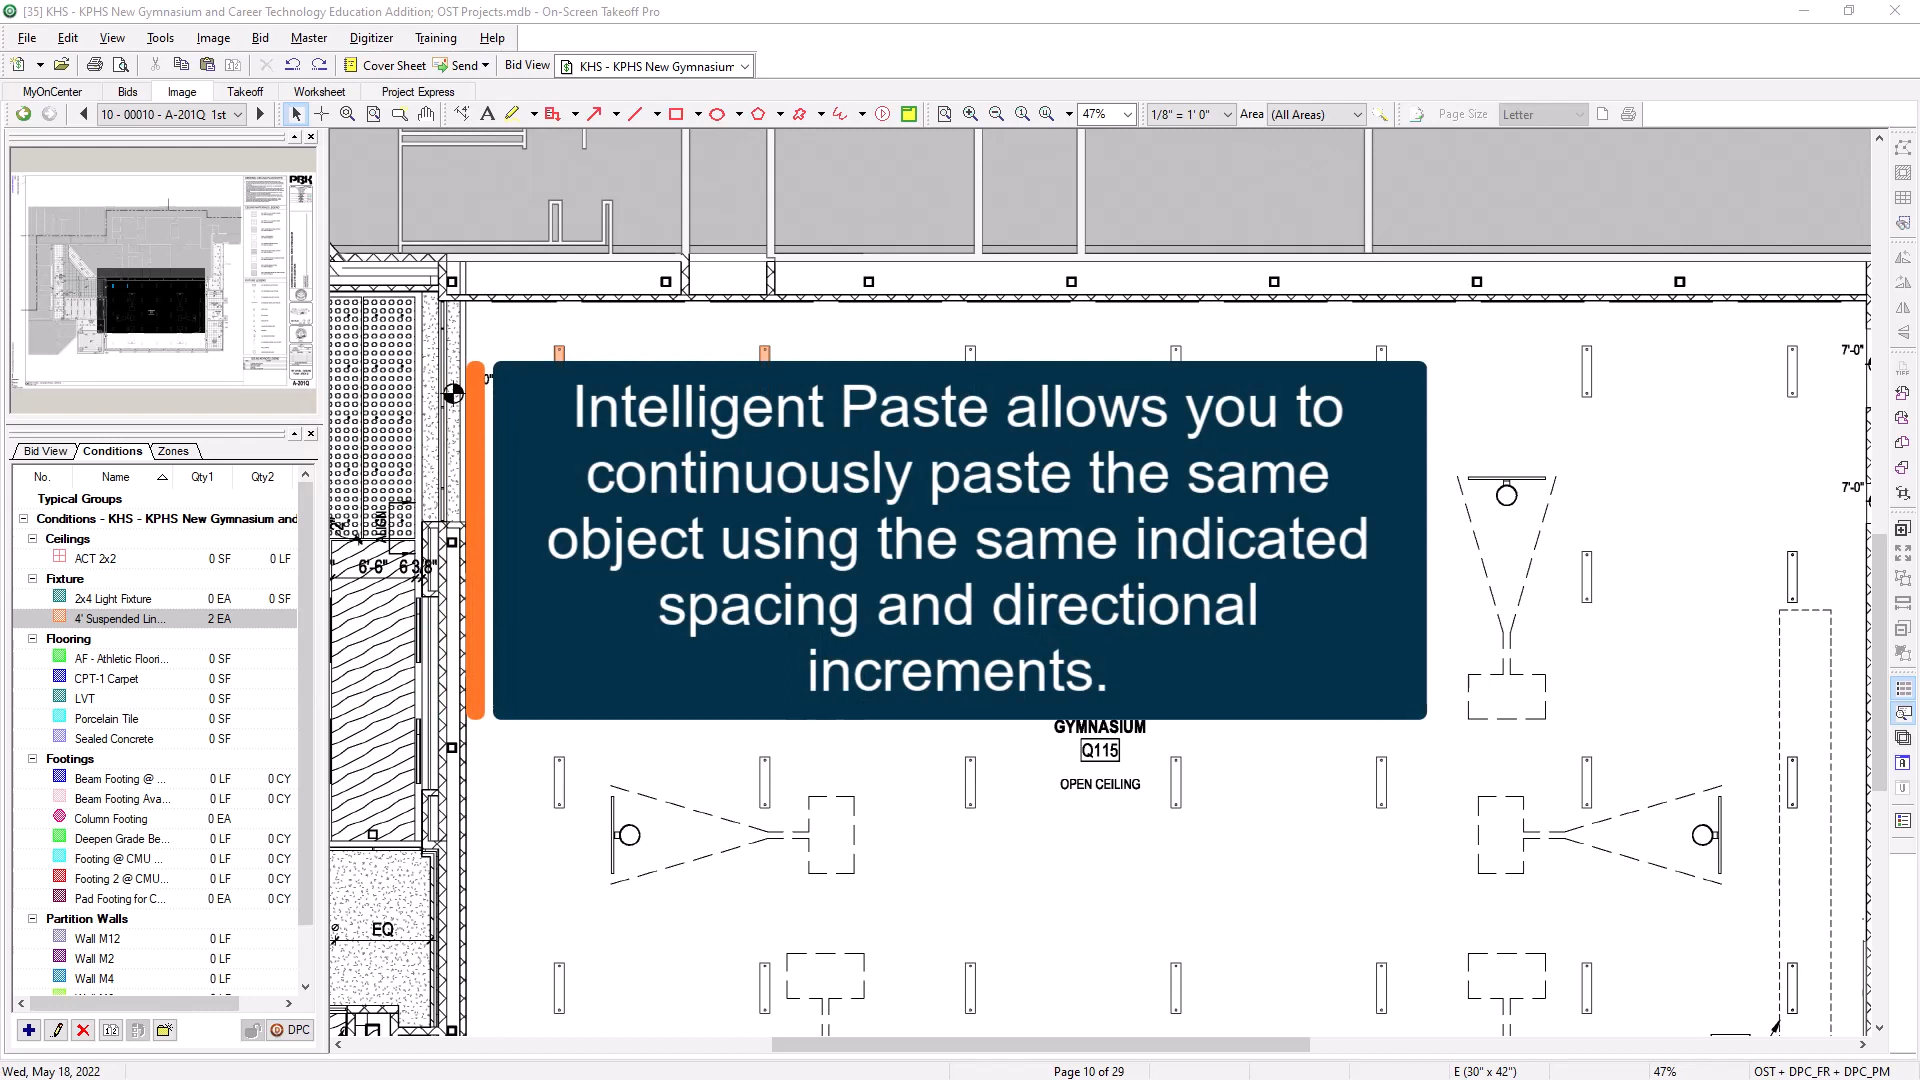 [35] KHS - KPHS New Gymnasium and Career Technology Education Addition; OST Projects.mdb - On-Screen Takeoff Pro
File Edit View Tools Image Bid Master Digitizer Training Help
Cover Sheet Send Bid View KHS - KPHS New Gymnasium
MyOnCenter Bids Image Takeoff Worksheet Project Express
10 - 00010 - A-201Q 1st 47% 1/8" = 1' 0" Area (All Areas) Page Size Letter
PBK
A-201Q
Bid View Conditions Zones
No. Name Qty1 Qty2
Typical Groups
Conditions - KHS - KPHS New Gymnasium and
Ceilings
ACT 2x2 0 SF 0 LF
Fixture
2x4 Light Fixture 0 EA 0 SF
4' Suspended Lin... 2 EA
Flooring
AF - Athletic Floori... 0 SF
CPT-1 Carpet 0 SF
LVT 0 SF
Porcelain Tile 0 SF
Sealed Concrete 0 SF
Footings
Beam Footing @ ... 0 LF 0 CY
Beam Footing Ava... 0 LF 0 CY
Column Footing 0 EA
Deepen Grade Be... 0 LF 0 CY
Footing @ CMU ... 0 LF 0 CY
Footing 2 @ CMU... 0 LF 0 CY
Pad Footing for C... 0 EA 0 CY
Partition Walls
Wall M12 0 LF
Wall M2 0 LF
Wall M4 0 LF
DPC
Intelligent Paste allows you to
continuously paste the same
object using the same indicated
spacing and directional
increments.
7'-0"
7'-0"
ALIGN
6'-6" 6 3/8"
GYMNASIUM
Q115
OPEN CEILING
EQ
TIFF
Wed, May 18, 2022 Page 10 of 29 E (30" x 42") 47% OST + DPC_FR + DPC_PM